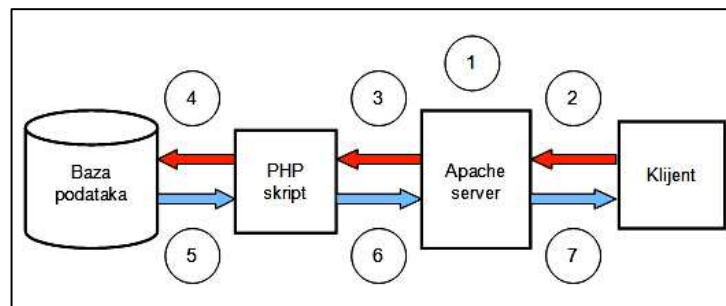 1
4
3
2
Baza
podataka
PHP
skript
Apache
server
Klijent
5
6
7